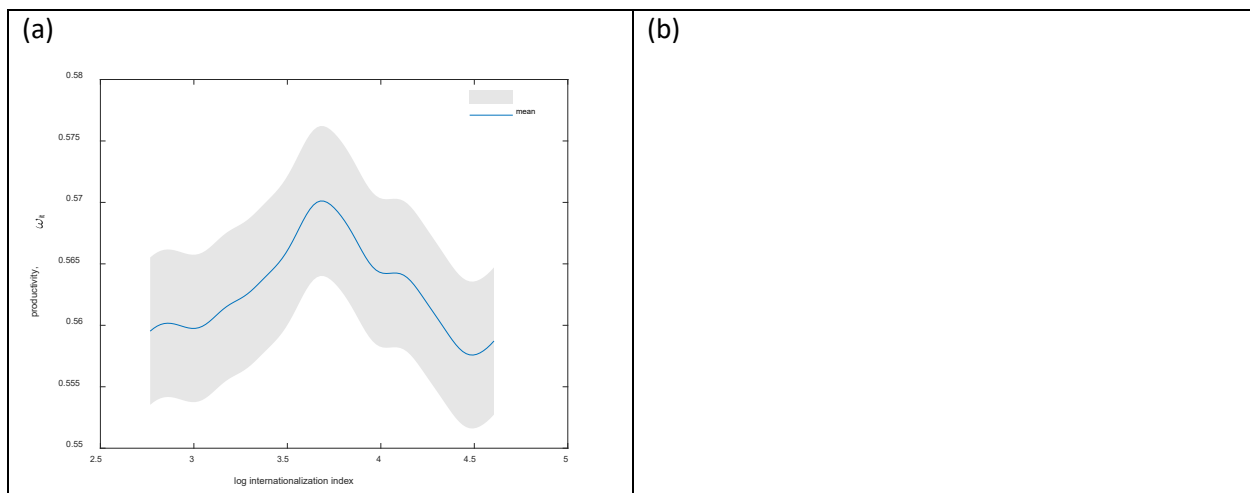 (a)
(b)
0.58
0.575
0.57
0.565
0.56
0.555
0.55
productivity, ωit
mean
2.5 3 3.5 4 4.5 5
log internationalization index